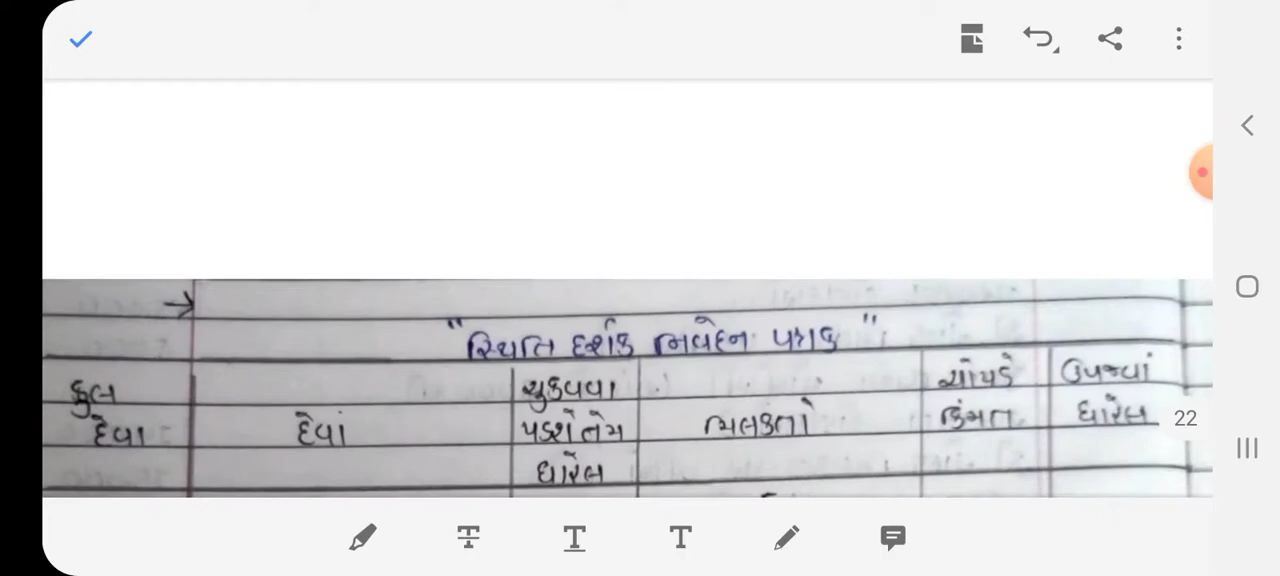 "સ્થિતિ દર્શક નિવેદન પત્રક"
કુલ દેવા
દેવાં
ચુકવવા પડશે તેમ ધારેલ
મિલકતો
ચોપડે કિંમત
ઉપજવાં ધારેલ
22